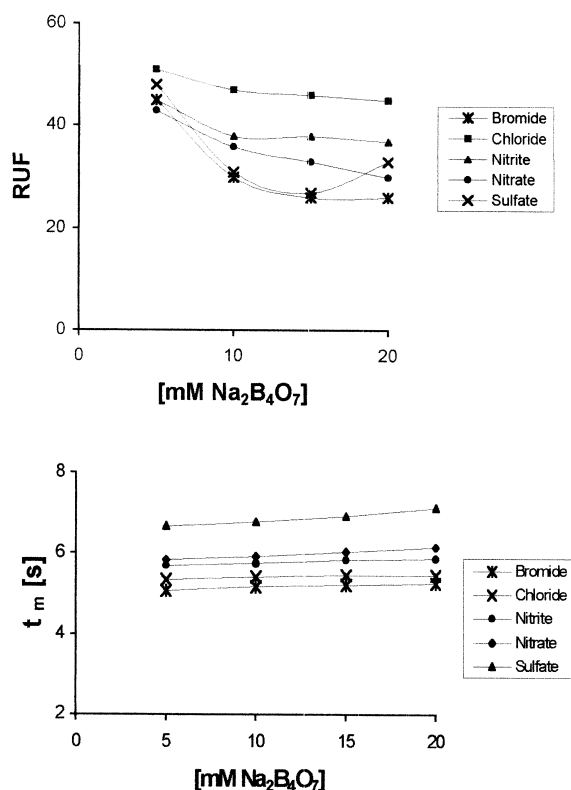 60
40
20
0
RUF
0
10
20
[mM Na₂B₄O₇]
Bromide
Chloride
Nitrite
Nitrate
Sulfate
8
6
4
2
t m [s]
0
5
10
15
20
[mM Na₂B₄O₇]
Bromide
Chloride
Nitrite
Nitrate
Sulfate